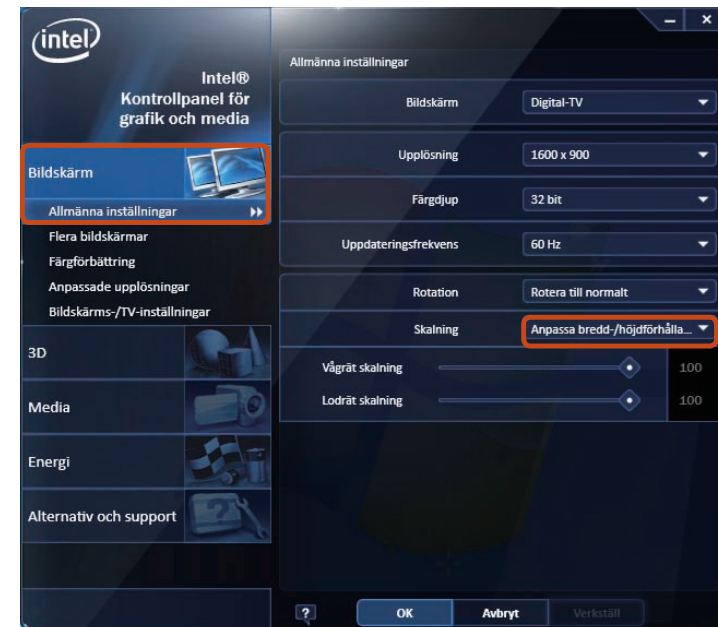 intel
Intel®
Kontrollpanel för
grafik och media
Bildskärm
Allmänna inställningar
Flera bildskärmar
Färgförbättring
Anpassade upplösningar
Bildskärms-/TV-inställningar
3D
Media
Energi
Alternativ och support
Allmänna inställningar
Bildskärm Digital-TV
Upplösning 1600 x 900
Färgdjup 32 bit
Uppdateringsfrekvens 60 Hz
Rotation Rotera till normalt
Skalning Anpassa bredd-/höjdförhålla...
Vågrät skalning 100
Lodrät skalning 100
? OK Avbryt Verkställ